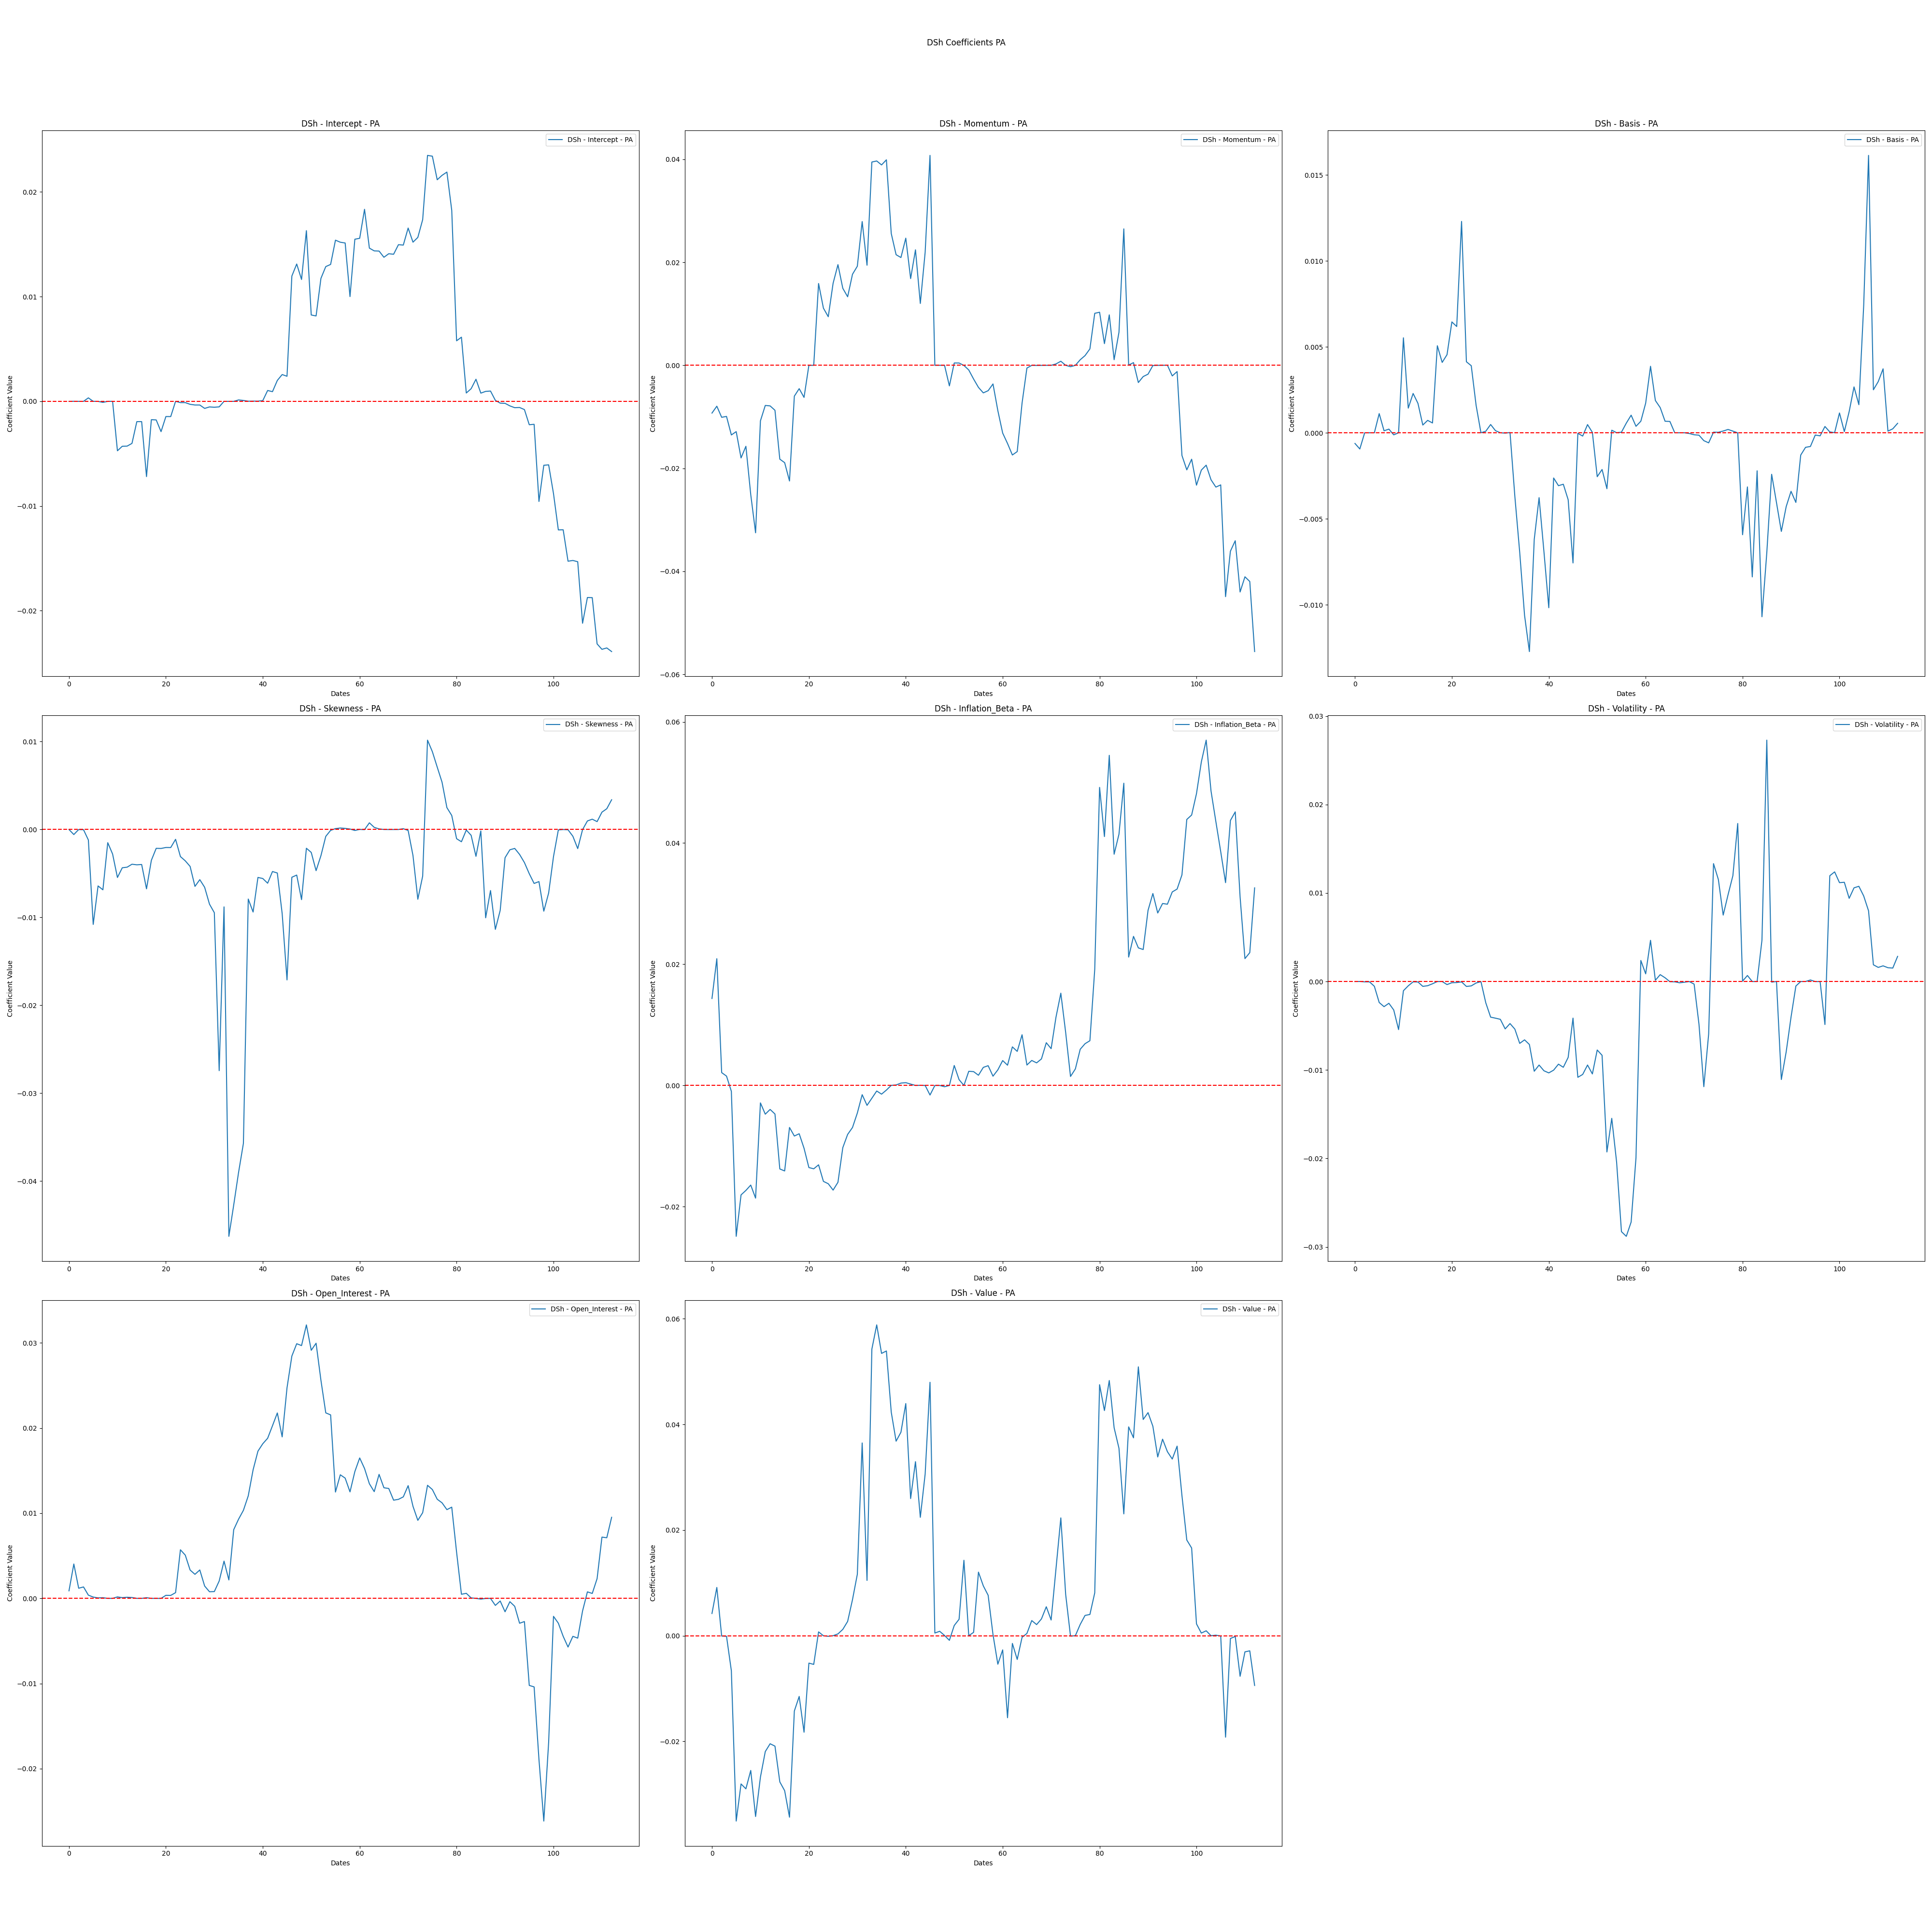 DSh Coefficients PA
DSh - Intercept - PA
DSh - Intercept - PA
Coefficient Value
0.02
0.01
0.00
−0.01
−0.02
0 20 40 60 80 100
Dates
DSh - Momentum - PA
DSh - Momentum - PA
Coefficient Value
0.04
0.02
0.00
−0.02
−0.04
−0.06
0 20 40 60 80 100
Dates
DSh - Basis - PA
DSh - Basis - PA
Coefficient Value
0.015
0.010
0.005
0.000
−0.005
−0.010
0 20 40 60 80 100
Dates
DSh - Skewness - PA
DSh - Skewness - PA
Coefficient Value
0.01
0.00
−0.01
−0.02
−0.03
−0.04
0 20 40 60 80 100
Dates
DSh - Inflation_Beta - PA
DSh - Inflation_Beta - PA
Coefficient Value
0.06
0.04
0.02
0.00
−0.02
0 20 40 60 80 100
Dates
DSh - Volatility - PA
DSh - Volatility - PA
Coefficient Value
0.03
0.02
0.01
0.00
−0.01
−0.02
−0.03
0 20 40 60 80 100
Dates
DSh - Open_Interest - PA
DSh - Open_Interest - PA
Coefficient Value
0.03
0.02
0.01
0.00
−0.01
−0.02
0 20 40 60 80 100
Dates
DSh - Value - PA
DSh - Value - PA
Coefficient Value
0.06
0.04
0.02
0.00
−0.02
0 20 40 60 80 100
Dates